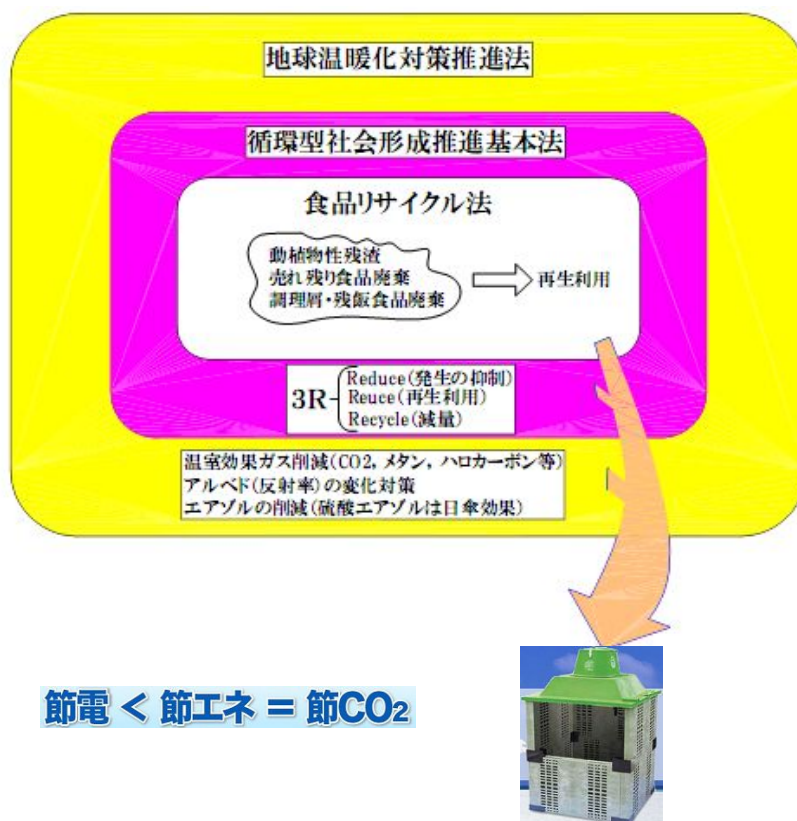 地球温暖化対策推進法
循環型社会形成推進基本法
食品リサイクル法
動植物性残渣
売れ残り食品廃棄
調理屑・残飯食品廃棄
再生利用
3R
Reduce(発生の抑制)
Reuce(再生利用)
Recycle(減量)
温室効果ガス削減(CO2, メタン, ハロカーボン等)
アルベド(反射率)の変化対策
エアゾルの削減(硫酸エアゾルは日傘効果)
節電 < 節エネ = 節CO2